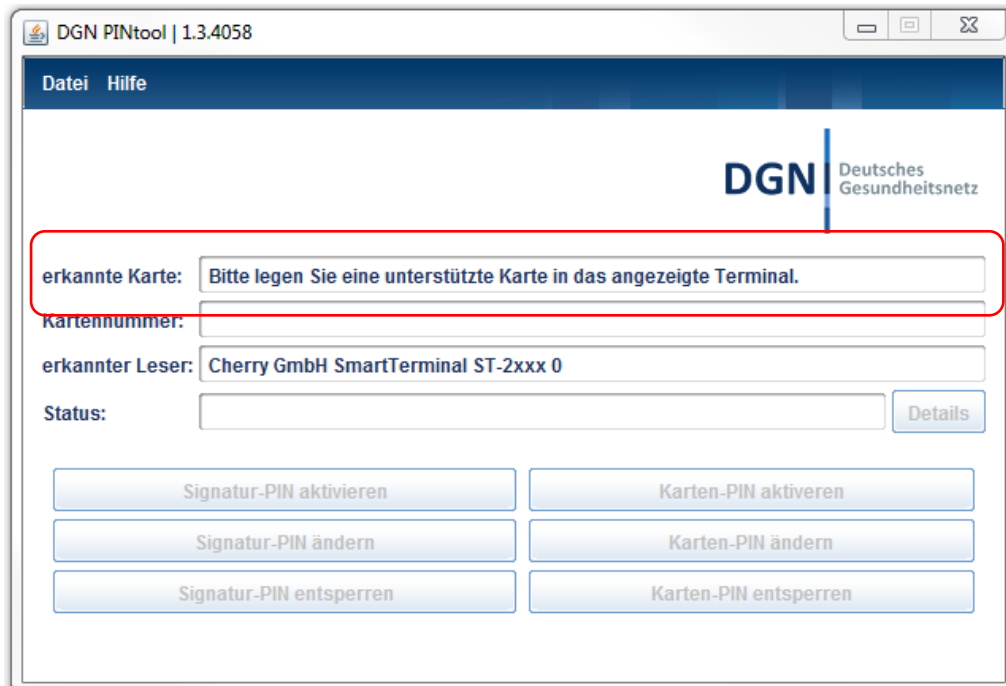 DGN PINtool | 1.3.4058
Datei Hilfe
DGN Deutsches
Gesundheitsnetz
erkannte Karte: Bitte legen Sie eine unterstützte Karte in das angezeigte Terminal.
Kartennummer:
erkannter Leser: Cherry GmbH SmartTerminal ST-2xxx 0
Status: Details
Signatur-PIN aktivieren Karten-PIN aktiveren
Signatur-PIN ändern Karten-PIN ändern
Signatur-PIN entsperren Karten-PIN entsperren